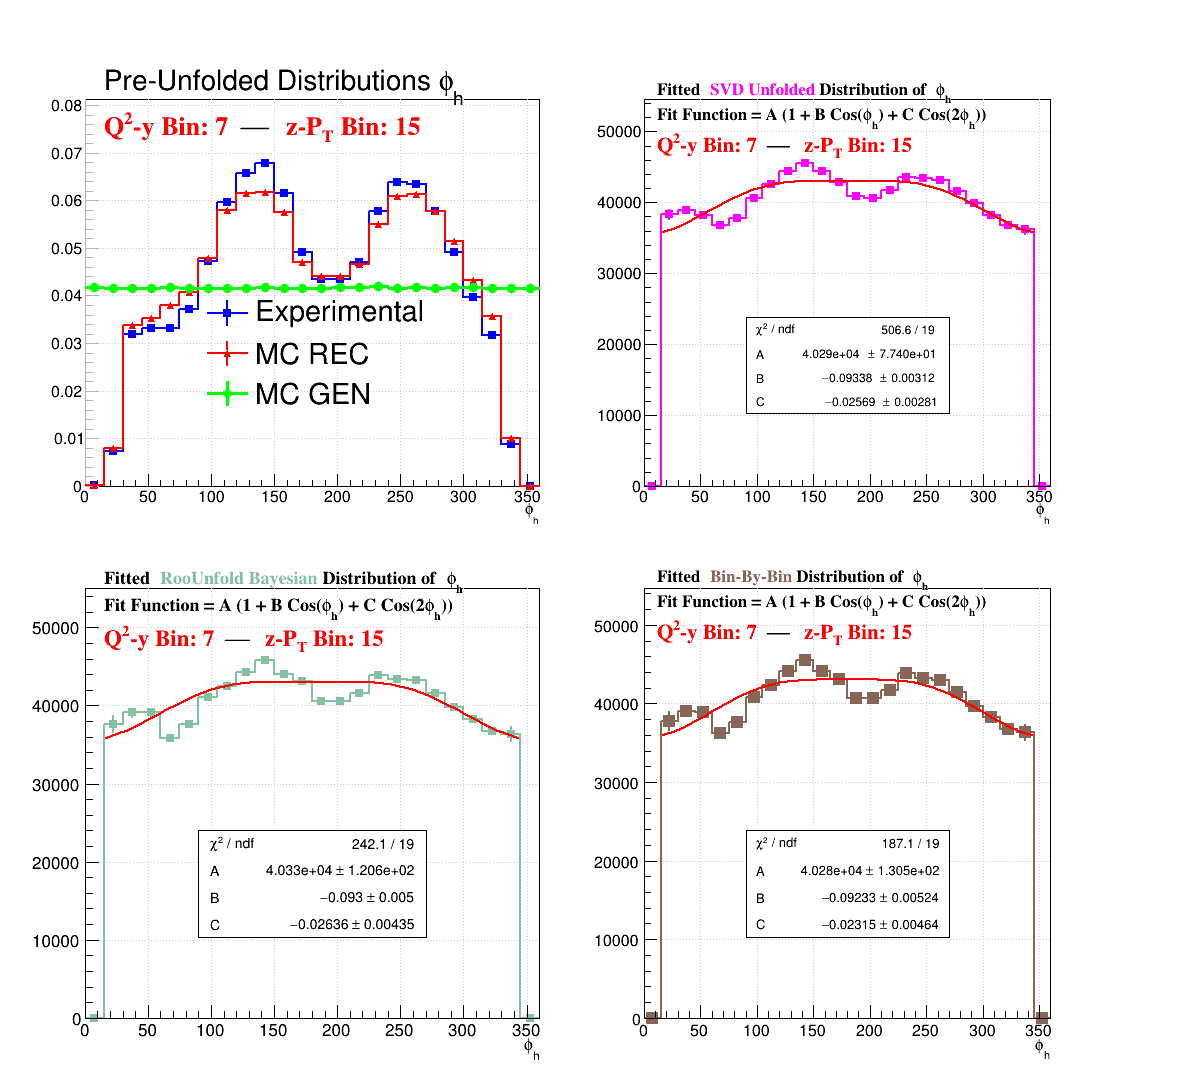 Pre-Unfolded Distributions ϕh
Q²-y Bin: 7 — z-PT Bin: 15
0.08
0.07
0.06
0.05
0.04
0.03
0.02
0.01
0
Experimental
MC REC
MC GEN
0 50 100 150 200 250 300 350
ϕh
Fitted SVD Unfolded Distribution of ϕh
Fit Function = A (1 + B Cos(ϕh) + C Cos(2ϕh))
Q²-y Bin: 7 — z-PT Bin: 15
50000
40000
30000
20000
10000
0
χ² / ndf 506.6 / 19
A 4.029e+04 ± 7.740e+01
B −0.09338 ± 0.00312
C −0.02569 ± 0.00281
0 50 100 150 200 250 300 350
ϕh
Fitted RooUnfold Bayesian Distribution of ϕh
Fit Function = A (1 + B Cos(ϕh) + C Cos(2ϕh))
Q²-y Bin: 7 — z-PT Bin: 15
50000
40000
30000
20000
10000
0
χ² / ndf 242.1 / 19
A 4.033e+04 ± 1.206e+02
B −0.093 ± 0.005
C −0.02636 ± 0.00435
0 50 100 150 200 250 300 350
ϕh
Fitted Bin-By-Bin Distribution of ϕh
Fit Function = A (1 + B Cos(ϕh) + C Cos(2ϕh))
Q²-y Bin: 7 — z-PT Bin: 15
50000
40000
30000
20000
10000
0
χ² / ndf 187.1 / 19
A 4.028e+04 ± 1.305e+02
B −0.09233 ± 0.00524
C −0.02315 ± 0.00464
0 50 100 150 200 250 300 350
ϕh